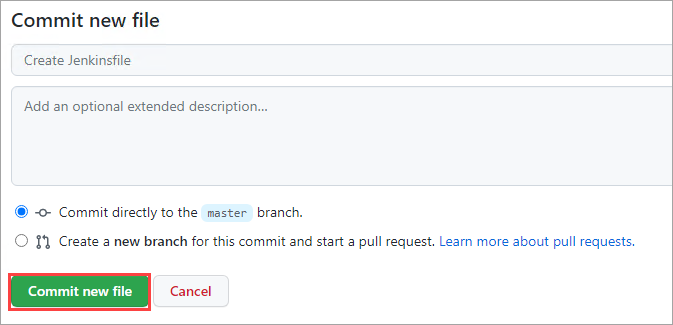 Commit new file
Create Jenkinsfile
Add an optional extended description...
Commit directly to the master branch.
Create a new branch for this commit and start a pull request. Learn more about pull requests.
Commit new file Cancel